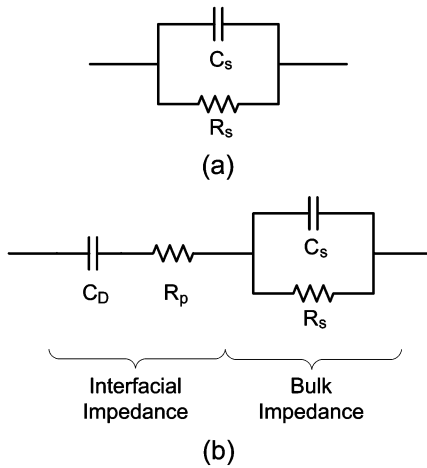 Cs
Rs
(a)
CD
Rp
Cs
Rs
Interfacial
Impedance
Bulk
Impedance
(b)